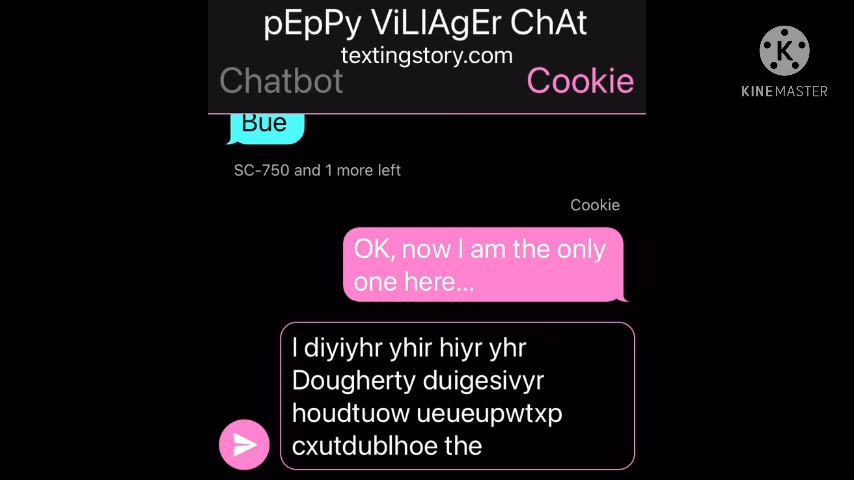 pEpPy ViLlAgEr ChAt
textingstory.com
Chatbot
Cookie
KINEMASTER
Bue
SC-750 and 1 more left
Cookie
OK, now I am the only
one here...
I diyiyhr yhir hiyr yhr
Dougherty duigesivyr
houdtuow ueueupwtxp
cxutdublhoe the